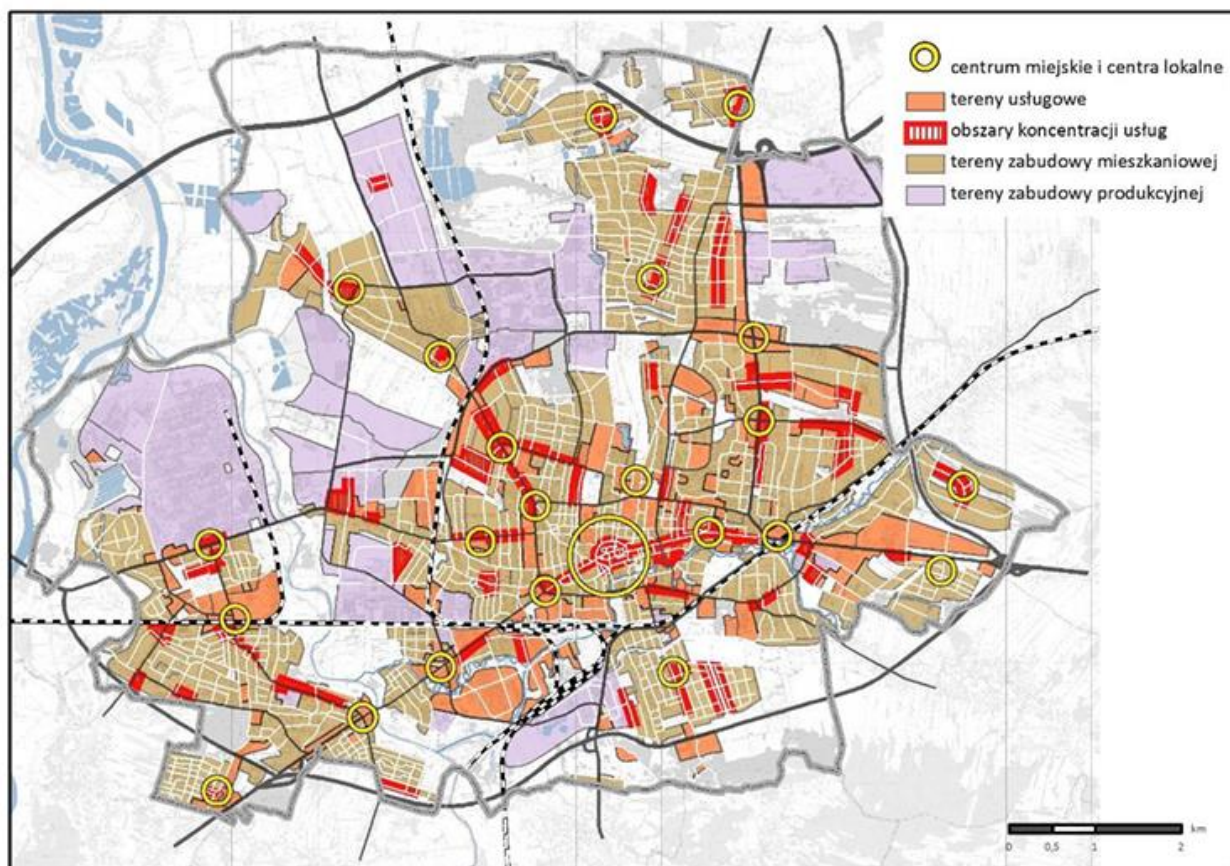 centrum miejskie i centra lokalne
tereny usługowe
obszary koncentracji usług
tereny zabudowy mieszkaniowej
tereny zabudowy produkcyjnej
km
0 0,5 1 2